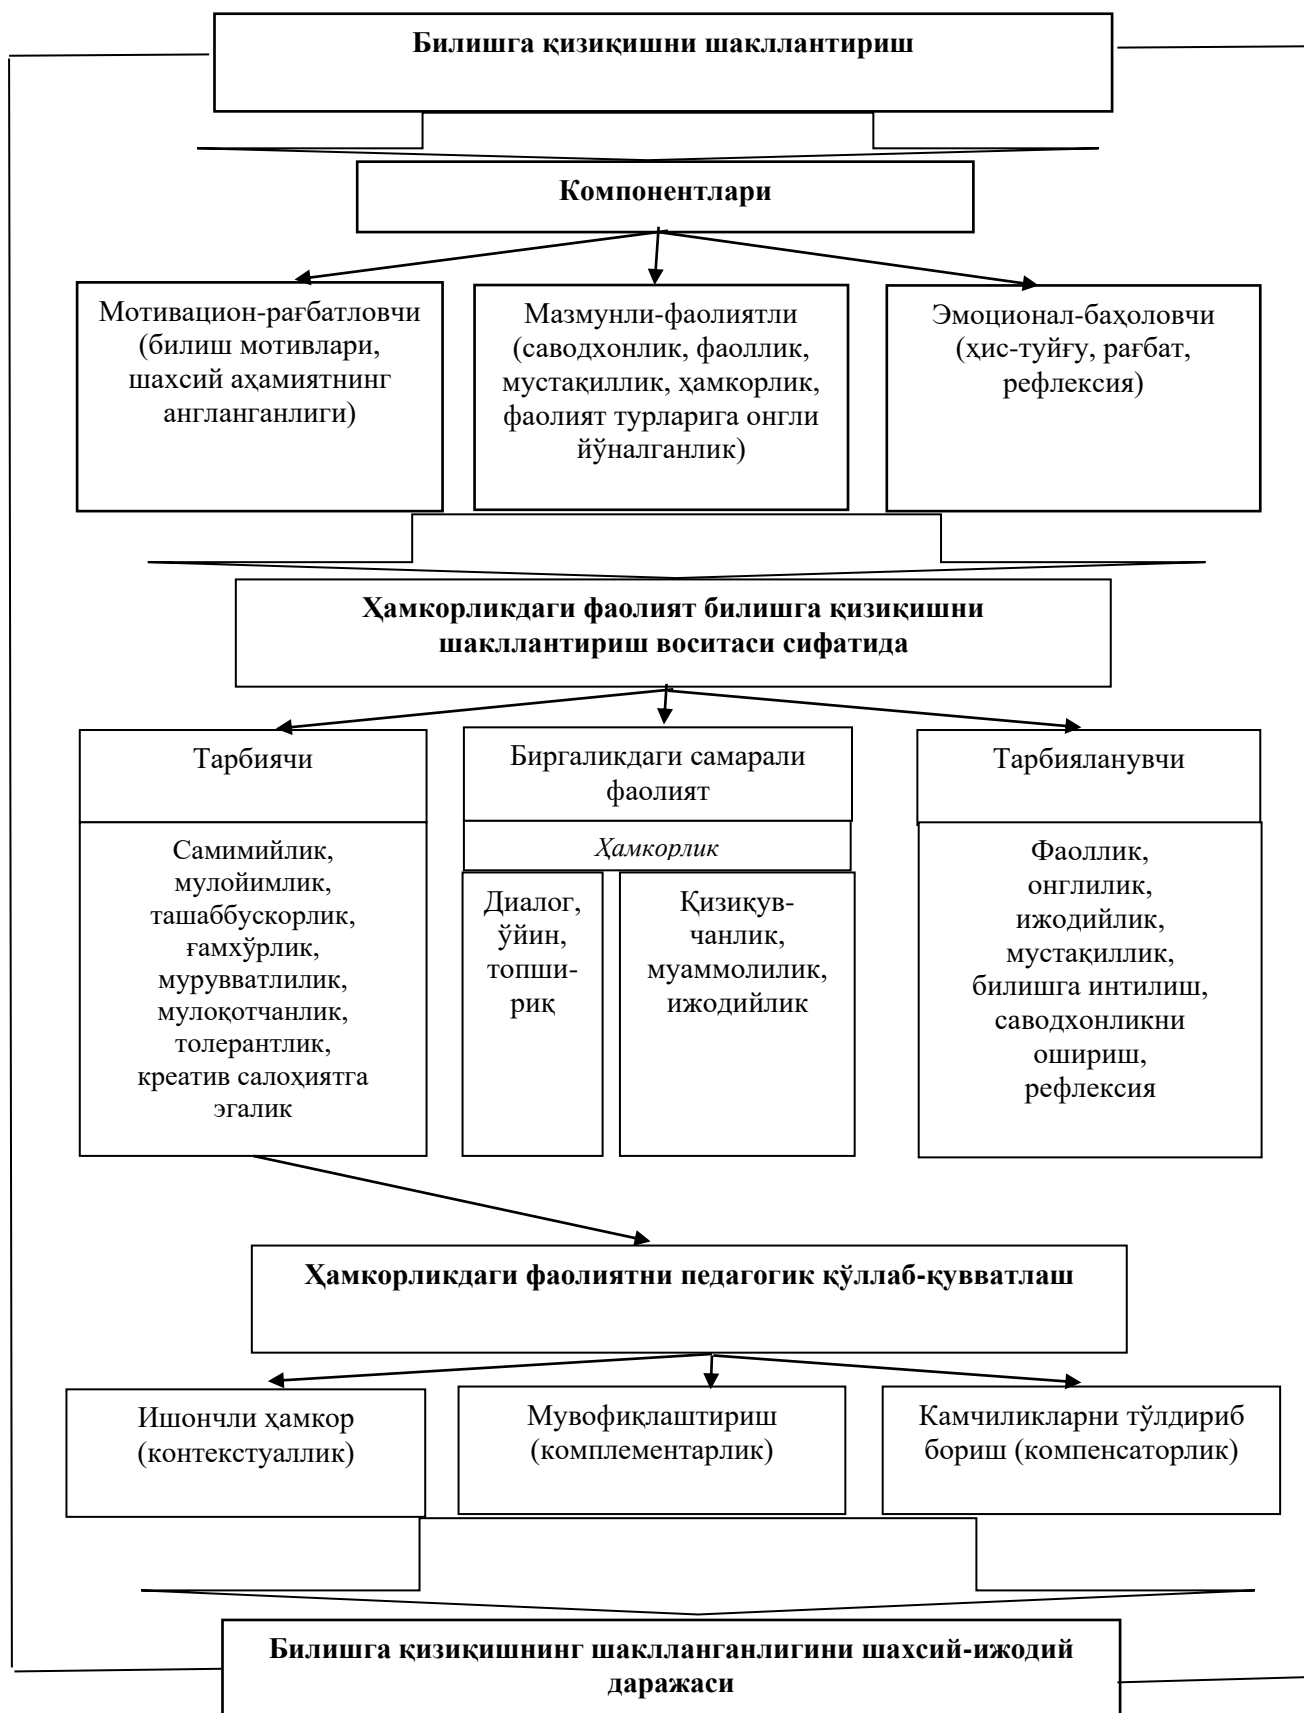 Билишга қизиқишни шакллантириш
Компонентлари
Мотивацион-рағбатловчи
(билиш мотивлари,
шахсий аҳамиятнинг
англанганлиги)
Мазмунли-фаолиятли
(саводхонлик, фаоллик,
мустақиллик, ҳамкорлик,
фаолият турларига онгли
йўналганлик)
Эмоционал-баҳоловчи
(ҳис-туйғу, рағбат,
рефлексия)
Ҳамкорликдаги фаолият билишга қизиқишни
шакллантириш воситаси сифатида
Тарбиячи
Самимийлик,
мулойимлик,
ташаббускорлик,
ғамхўрлик,
мурувватлилик,
мулоқотчанлик,
толерантлик,
креатив салоҳиятга
эгалик
Биргаликдаги самарали
фаолият
Ҳамкорлик
Диалог,
ўйин,
топши-
риқ
Қизиқув-
чанлик,
муаммолилик,
ижодийлик
Тарбияланувчи
Фаоллик,
онглилик,
ижодийлик,
мустақиллик,
билишга интилиш,
саводхонликни
ошириш,
рефлексия
Ҳамкорликдаги фаолиятни педагогик қўллаб-қувватлаш
Ишончли ҳамкор
(контекстуаллик)
Мувофиқлаштириш
(комплементарлик)
Камчиликларни тўлдириб
бориш (компенсаторлик)
Билишга қизиқишнинг шаклланганлигини шахсий-ижодий
даражаси